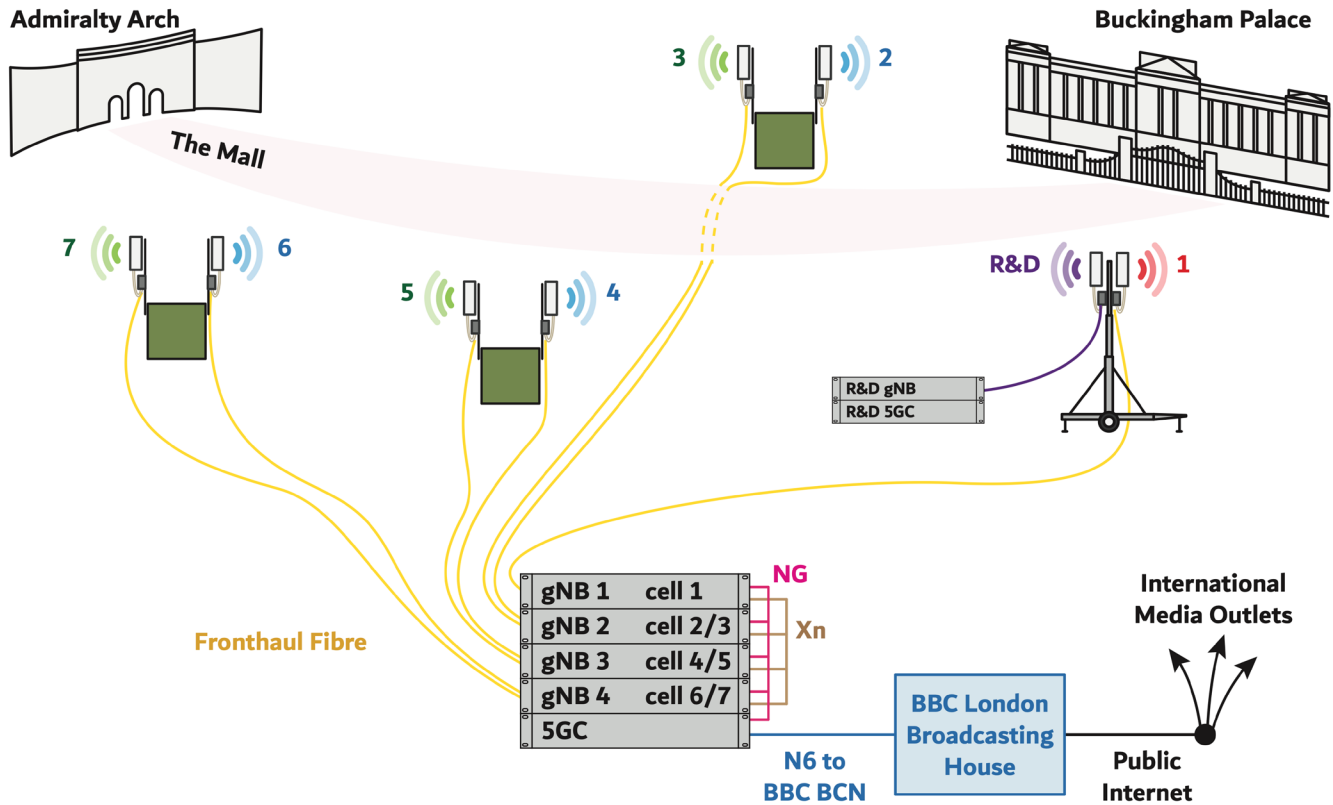 Admiralty Arch
Buckingham Palace
3
2
The Mall
7
6
5
4
R&D
1
R&D gNB
R&D 5GC
Fronthaul Fibre
gNB 1 cell 1
gNB 2 cell 2/3
gNB 3 cell 4/5
gNB 4 cell 6/7
5GC
NG
Xn
N6 to
BBC BCN
BBC London
Broadcasting
House
Public
Internet
International
Media Outlets